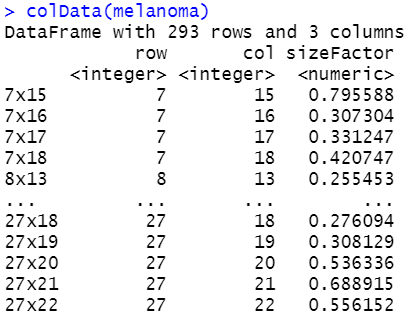 > colData(melanoma)
DataFrame with 293 rows and 3 columns
row col sizeFactor
<integer> <integer> <numeric>
7x15 7 15 0.795588
7x16 7 16 0.307304
7x17 7 17 0.331247
7x18 7 18 0.420747
8x13 8 13 0.255453
... ... ... ...
27x18 27 18 0.276094
27x19 27 19 0.308129
27x20 27 20 0.536336
27x21 27 21 0.688915
27x22 27 22 0.556152